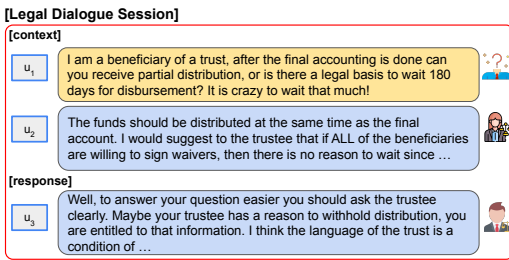 [Legal Dialogue Session]
[context]
u1
I am a beneficiary of a trust, after the final accounting is done can
you receive partial distribution, or is there a legal basis to wait 180
days for disbursement? It is crazy to wait that much!
u2
The funds should be distributed at the same time as the final
account. I would suggest to the trustee that if ALL of the beneficiaries
are willing to sign waivers, then there is no reason to wait since …
[response]
u3
Well, to answer your question easier you should ask the trustee
clearly. Maybe your trustee has a reason to withhold distribution, you
are entitled to that information. I think the language of the trust is a
condition of …